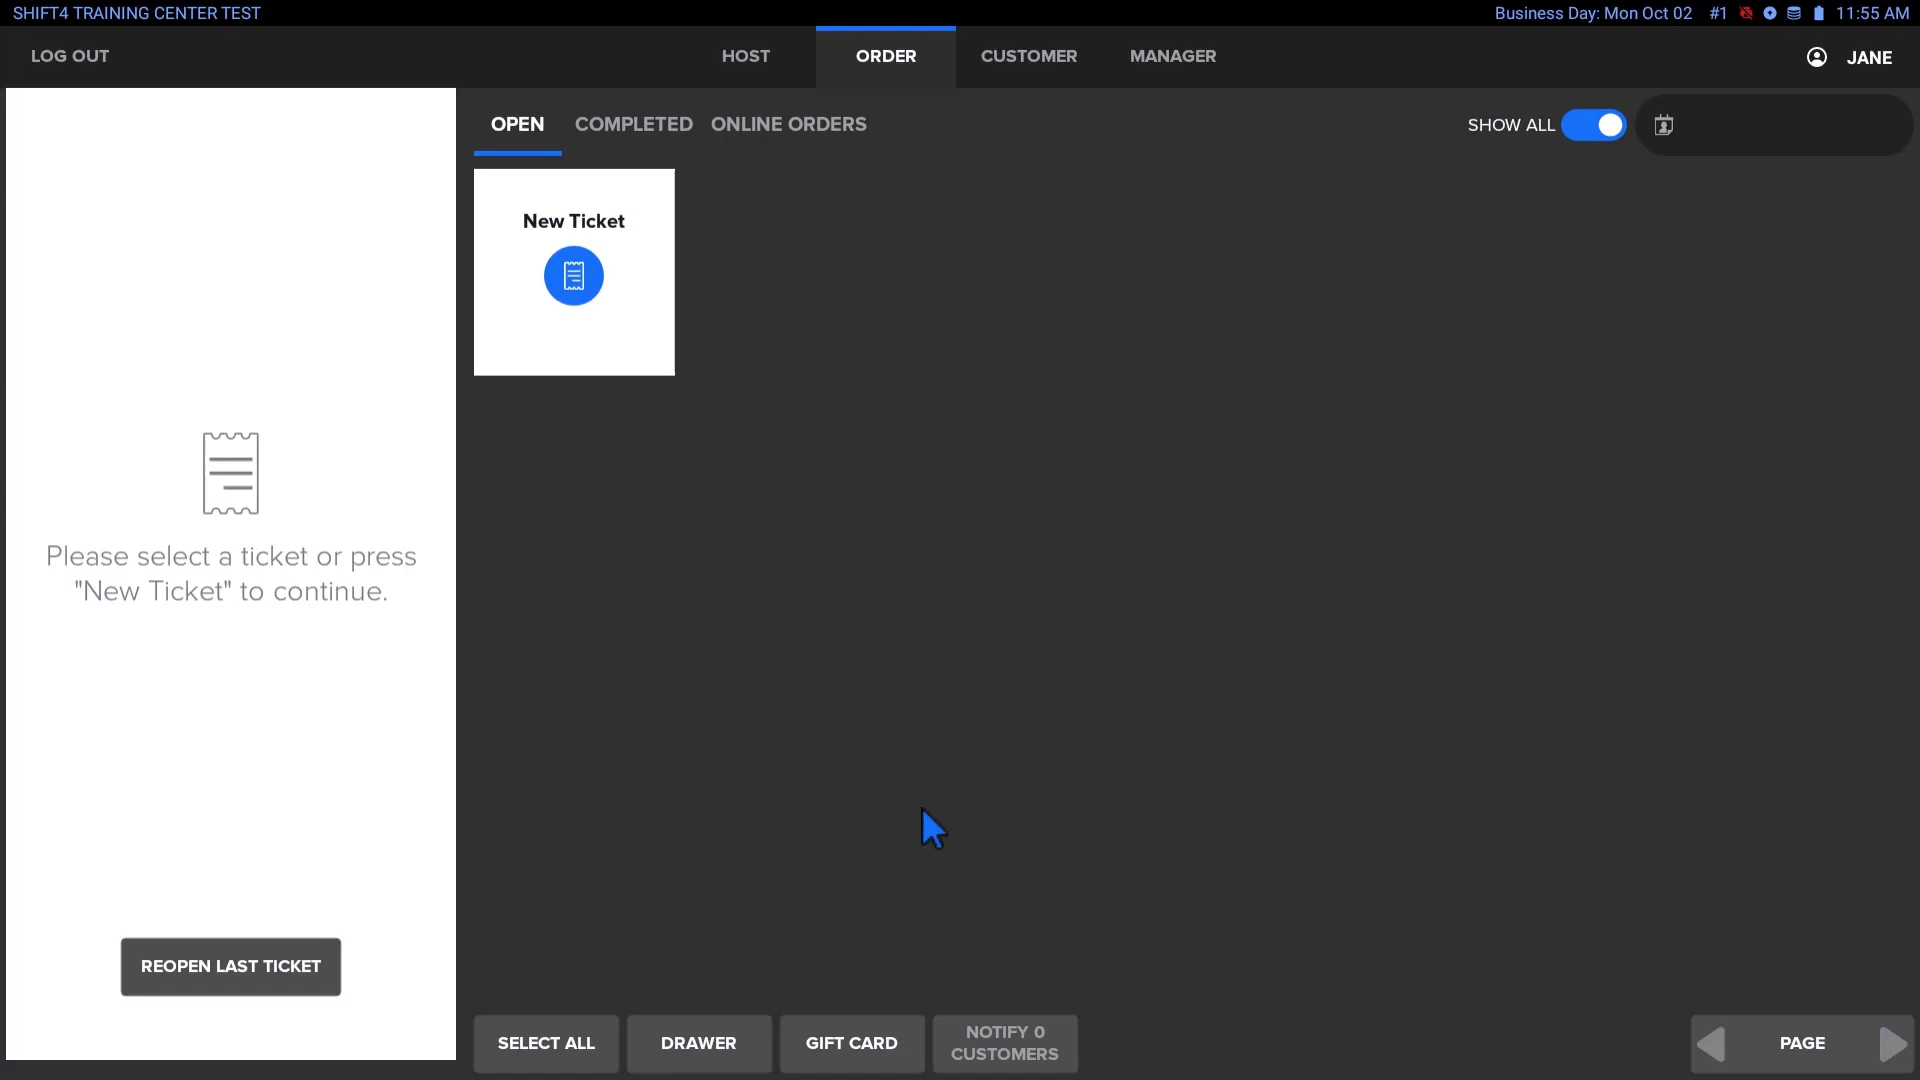 SHIFT4 TRAINING CENTER TEST
Business Day: Mon Oct 02 #1 11:55 AM
LOG OUT
HOST
ORDER
CUSTOMER
MANAGER
JANE
OPEN
COMPLETED
ONLINE ORDERS
SHOW ALL
New Ticket
Please select a ticket or press
"New Ticket" to continue.
REOPEN LAST TICKET
SELECT ALL
DRAWER
GIFT CARD
NOTIFY 0
CUSTOMERS
PAGE